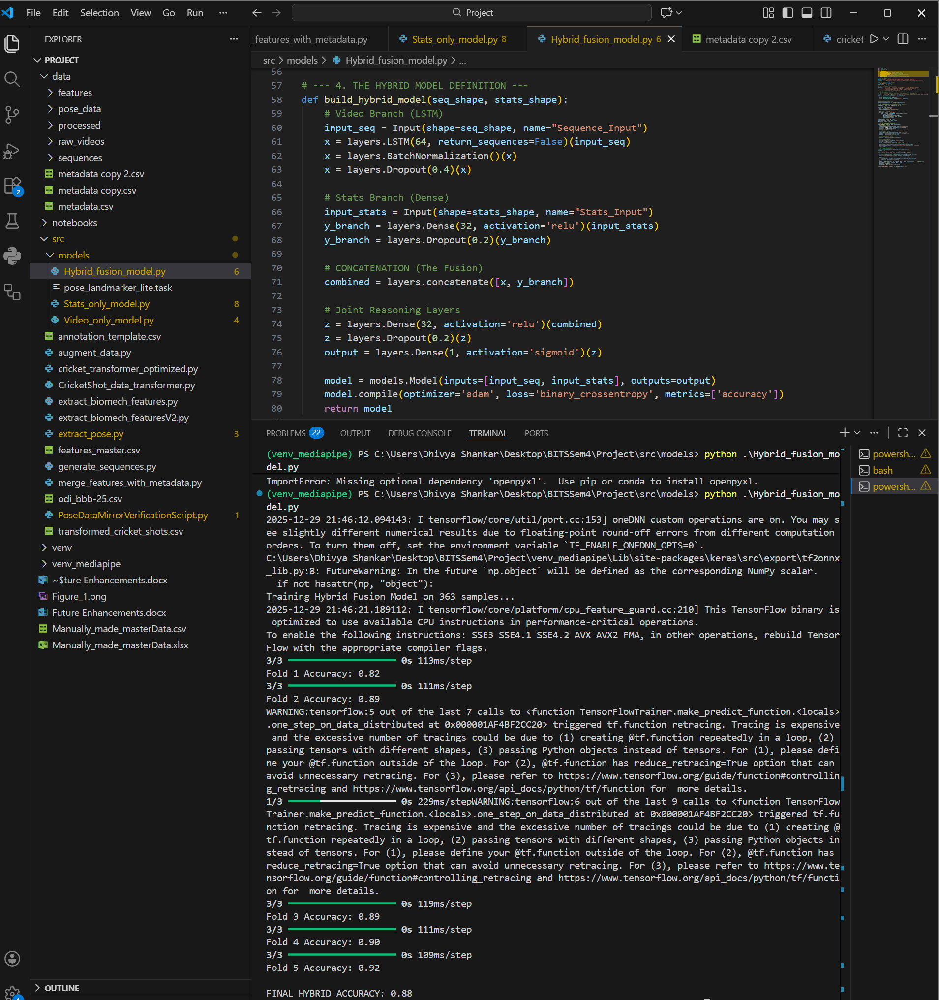 File Edit Selection View Go Run ··· Project
EXPLORER ···
PROJECT
data
features
pose_data
processed
raw_videos
sequences
metadata copy 2.csv
metadata copy.csv
metadata.csv
notebooks
src
models
Hybrid_fusion_model.py 6
pose_landmarker_lite.task
Stats_only_model.py 8
Video_only_model.py 4
annotation_template.csv
augment_data.py
cricket_transformer_optimized.py
CricketShot_data_transformer.py
extract_biomech_features.py
extract_biomech_featuresV2.py
extract_pose.py 3
features_master.csv
generate_sequences.py
merge_features_with_metadata.py
odi_bbb-25.csv
PoseDataMirrorVerificationScript.py 1
transformed_cricket_shots.csv
venv
venv_mediapipe
~$ture Enhancements.docx
Figure_1.png
Future Enhancements.docx
Manually_made_masterData.csv
Manually_made_masterData.xlsx
OUTLINE
2
1
_features_with_metadata.py Stats_only_model.py 8 Hybrid_fusion_model.py 6 metadata copy 2.csv cricket
src > models > Hybrid_fusion_model.py > ...
56
57 # --- 4. THE HYBRID MODEL DEFINITION ---
58 def build_hybrid_model(seq_shape, stats_shape):
59 # Video Branch (LSTM)
60 input_seq = Input(shape=seq_shape, name="Sequence_Input")
61 x = layers.LSTM(64, return_sequences=False)(input_seq)
62 x = layers.BatchNormalization()(x)
63 x = layers.Dropout(0.4)(x)
64
65 # Stats Branch (Dense)
66 input_stats = Input(shape=stats_shape, name="Stats_Input")
67 y_branch = layers.Dense(32, activation='relu')(input_stats)
68 y_branch = layers.Dropout(0.2)(y_branch)
69
70 # CONCATENATION (The Fusion)
71 combined = layers.concatenate([x, y_branch])
72
73 # Joint Reasoning Layers
74 z = layers.Dense(32, activation='relu')(combined)
75 z = layers.Dropout(0.2)(z)
76 output = layers.Dense(1, activation='sigmoid')(z)
77
78 model = models.Model(inputs=[input_seq, input_stats], outputs=output)
79 model.compile(optimizer='adam', loss='binary_crossentropy', metrics=['accuracy'])
80 return model
PROBLEMS 22 OUTPUT DEBUG CONSOLE TERMINAL PORTS
powersh...
bash
powersh...
(venv_mediapipe) PS C:\Users\Dhivya Shankar\Desktop\BITSSem4\Project\src\models> python .\Hybrid_fusion_mo
del.py
ImportError: Missing optional dependency 'openpyxl'.  Use pip or conda to install openpyxl.
(venv_mediapipe) PS C:\Users\Dhivya Shankar\Desktop\BITSSem4\Project\src\models> python .\Hybrid_fusion_mo
del.py
2025-12-29 21:46:12.094143: I tensorflow/core/util/port.cc:153] oneDNN custom operations are on. You may s
ee slightly different numerical results due to floating-point round-off errors from different computation
orders. To turn them off, set the environment variable `TF_ENABLE_ONEDNN_OPTS=0`.
C:\Users\Dhivya Shankar\Desktop\BITSSem4\Project\venv_mediapipe\Lib\site-packages\keras\src\export\tf2onnx
_lib.py:8: FutureWarning: In the future `np.object` will be defined as the corresponding NumPy scalar.
if not hasattr(np, "object"):
Training Hybrid Fusion Model on 363 samples...
2025-12-29 21:46:21.189112: I tensorflow/core/platform/cpu_feature_guard.cc:210] This TensorFlow binary is
optimized to use available CPU instructions in performance-critical operations.
To enable the following instructions: SSE3 SSE4.1 SSE4.2 AVX AVX2 FMA, in other operations, rebuild Tensor
Flow with the appropriate compiler flags.
3/3 0s 113ms/step
Fold 1 Accuracy: 0.82
3/3 0s 111ms/step
Fold 2 Accuracy: 0.89
WARNING:tensorflow:5 out of the last 7 calls to <function TensorFlowTrainer.make_predict_function.<locals>
.one_step_on_data_distributed at 0x000001AF4BF2CC20> triggered tf.function retracing. Tracing is expensive
and the excessive number of tracings could be due to (1) creating @tf.function repeatedly in a loop, (2)
passing tensors with different shapes, (3) passing Python objects instead of tensors. For (1), please defi
ne your @tf.function outside of the loop. For (2), @tf.function has reduce_retracing=True option that can
avoid unnecessary retracing. For (3), please refer to https://www.tensorflow.org/guide/function#controllin
g_retracing and https://www.tensorflow.org/api_docs/python/tf/function for  more details.
1/3 0s 229ms/stepWARNING:tensorflow:6 out of the last 9 calls to <function TensorFlow
Trainer.make_predict_function.<locals>.one_step_on_data_distributed at 0x000001AF4BF2CC20> triggered tf.fu
nction retracing. Tracing is expensive and the excessive number of tracings could be due to (1) creating @
tf.function repeatedly in a loop, (2) passing tensors with different shapes, (3) passing Python objects in
stead of tensors. For (1), please define your @tf.function outside of the loop. For (2), @tf.function has
reduce_retracing=True option that can avoid unnecessary retracing. For (3), please refer to https://www.te
nsorflow.org/guide/function#controlling_retracing and https://www.tensorflow.org/api_docs/python/tf/functi
on for  more details.
3/3 0s 119ms/step
Fold 3 Accuracy: 0.89
3/3 0s 111ms/step
Fold 4 Accuracy: 0.90
3/3 0s 109ms/step
Fold 5 Accuracy: 0.92
FINAL HYBRID ACCURACY: 0.88